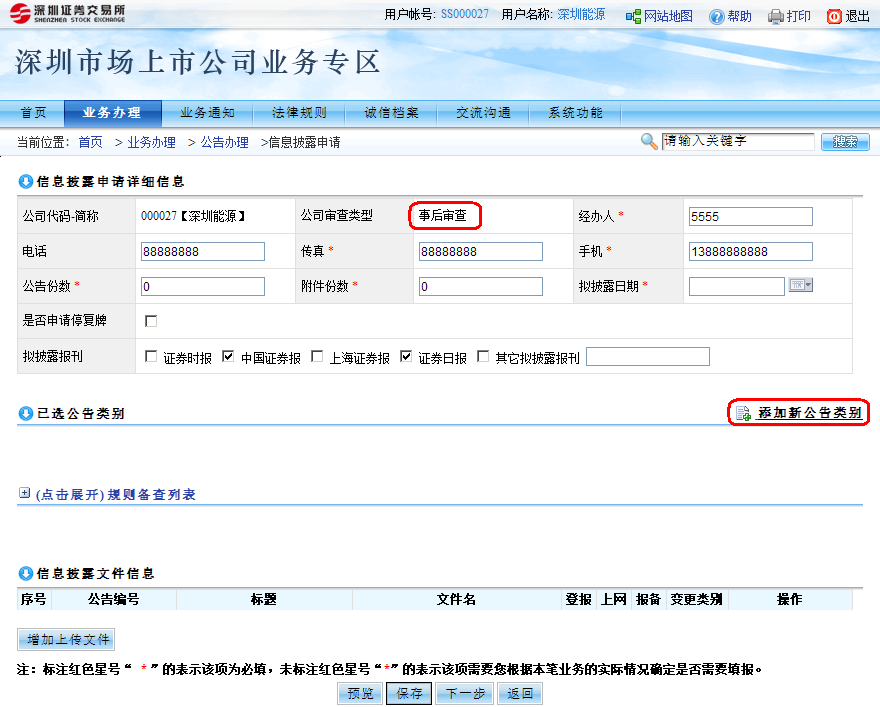 深圳证券交易所
SHENZHEN STOCK EXCHANGE
用户帐号: SS000027 用户名称: 深圳能源 网站地图 帮助 打印 退出
深圳市场上市公司业务专区
首页 业务办理 业务通知 法律规则 诚信档案 交流沟通 系统功能
当前位置: 首页 > 业务办理 > 公告办理 >信息披露申请 请输入关键字 搜索
信息披露申请详细信息
公司代码-简称 000027【深圳能源】 公司审查类型 事后审查 经办人 * 5555
电话 88888888 传真 * 88888888 手机 * 13888888888
公告份数 * 0 附件份数 * 0 拟披露日期 *
是否申请停复牌
拟披露报刊 证券时报 中国证券报 上海证券报 证券日报 其它拟披露报刊
已选公告类别 添加新公告类别
(点击展开)规则备查列表
信息披露文件信息
序号 公告编号 标题 文件名 登报 上网 报备 变更类别 操作
增加上传文件
注：标注红色星号“ * ”的表示该项为必填，未标注红色星号“*”的表示该项需要您根据本笔业务的实际情况确定是否需要填报。
预览 保存 下一步 返回